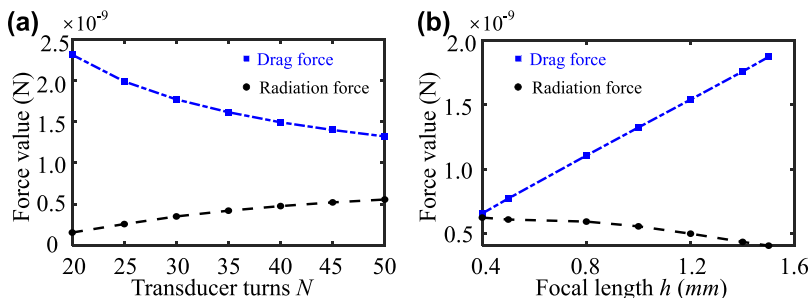 (a)
×10⁻⁹
Force value (N)
2.5
2.0
1.5
1.0
0.5
0
Drag force
Radiation force
20 25 30 35 40 45 50
Transducer turns N
(b)
×10⁻⁹
Force value (N)
2.0
1.5
1.0
0.5
Drag force
Radiation force
0.4 0.8 1.2 1.6
Focal length h (mm)